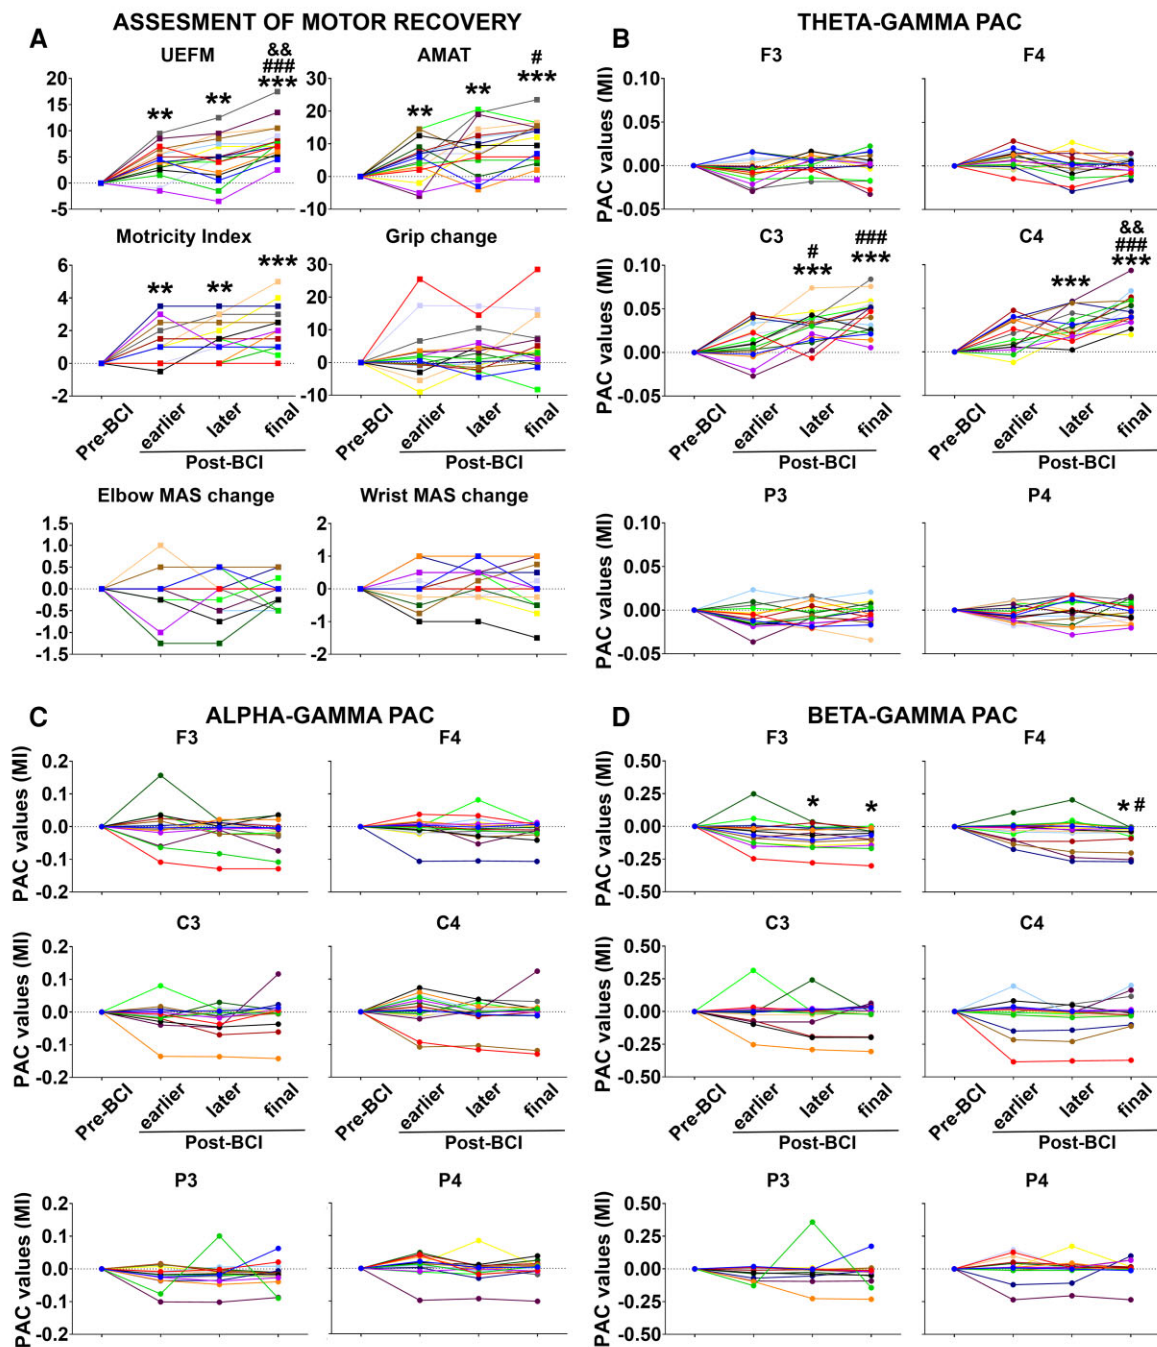 A
ASSESMENT OF MOTOR RECOVERY
UEFM
AMAT
&&
###
***
**
**
#
***
**
**
20
15
10
5
0
-5
30
20
10
0
-10
Motricity Index
Grip change
***
**
**
6
4
2
0
-2
30
20
10
0
-10
Pre-BCI earlier later final
Post-BCI
Pre-BCI earlier later final
Post-BCI
Elbow MAS change
Wrist MAS change
1.5
1.0
0.5
0.0
-0.5
-1.0
-1.5
2
1
0
-1
-2
B
THETA-GAMMA PAC
F3
F4
PAC values (MI)
0.10
0.05
0.00
-0.05
C3
C4
#
***
###
***
***
&&
###
***
PAC values (MI)
0.10
0.05
0.00
0.05
Pre-BCI earlier later final
Post-BCI
Pre-BCI earlier later final
Post-BCI
P3
P4
PAC values (MI)
0.10
0.05
0.00
-0.05
C
ALPHA-GAMMA PAC
F3
F4
PAC values (MI)
0.2
0.1
0.0
-0.1
-0.2
C3
C4
PAC values (MI)
0.2
0.1
0.0
-0.1
0.2
Pre-BCI earlier later final
Post-BCI
Pre-BCI earlier later final
Post-BCI
P3
P4
PAC values (MI)
0.2
0.1
0.0
-0.1
-0.2
D
BETA-GAMMA PAC
F3
F4
*
*
* #
PAC values (MI)
0.50
0.25
0.00
-0.25
-0.50
C3
C4
PAC values (MI)
0.50
0.25
0.00
-0.25
0.50
Pre-BCI earlier later final
Post-BCI
Pre-BCI earlier later final
Post-BCI
P3
P4
PAC values (MI)
0.50
0.25
0.00
-0.25
-0.50